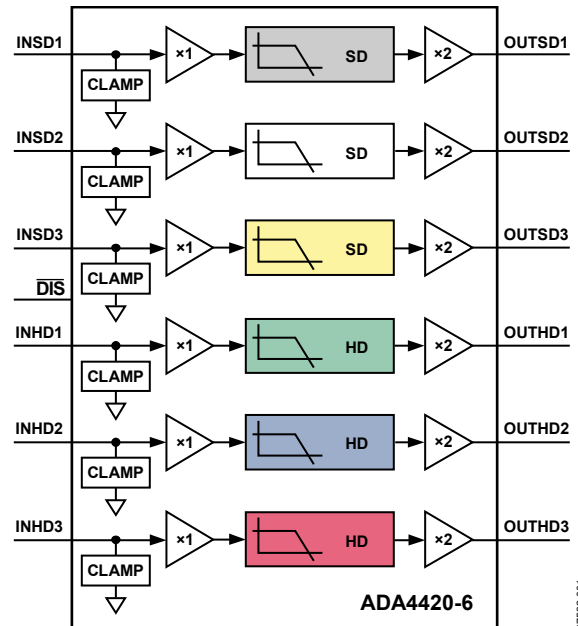 INSD1 ×1 SD ×2 OUTSD1
CLAMP
INSD2 ×1 SD ×2 OUTSD2
CLAMP
INSD3 ×1 SD ×2 OUTSD3
CLAMP
DIS
INHD1 ×1 HD ×2 OUTHD1
CLAMP
INHD2 ×1 HD ×2 OUTHD2
CLAMP
INHD3 ×1 HD ×2 OUTHD3
CLAMP
ADA4420-6